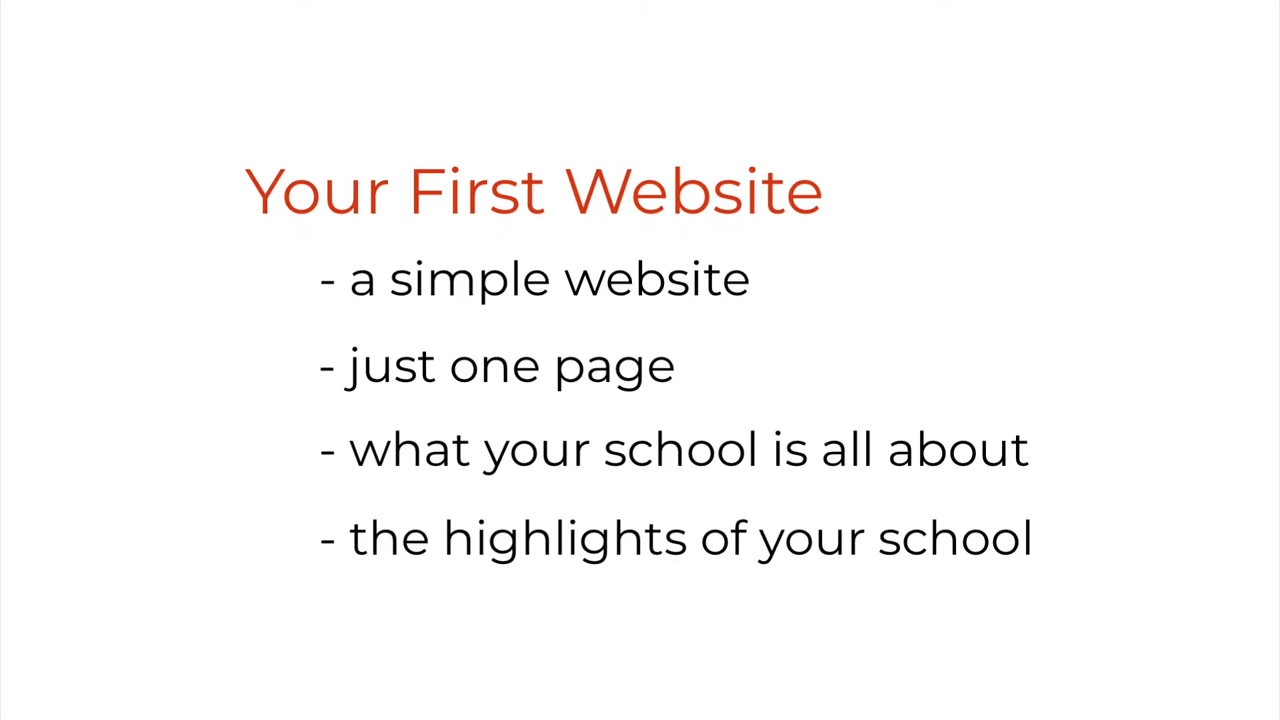 Your First Website
- a simple website
- just one page
- what your school is all about
- the highlights of your school